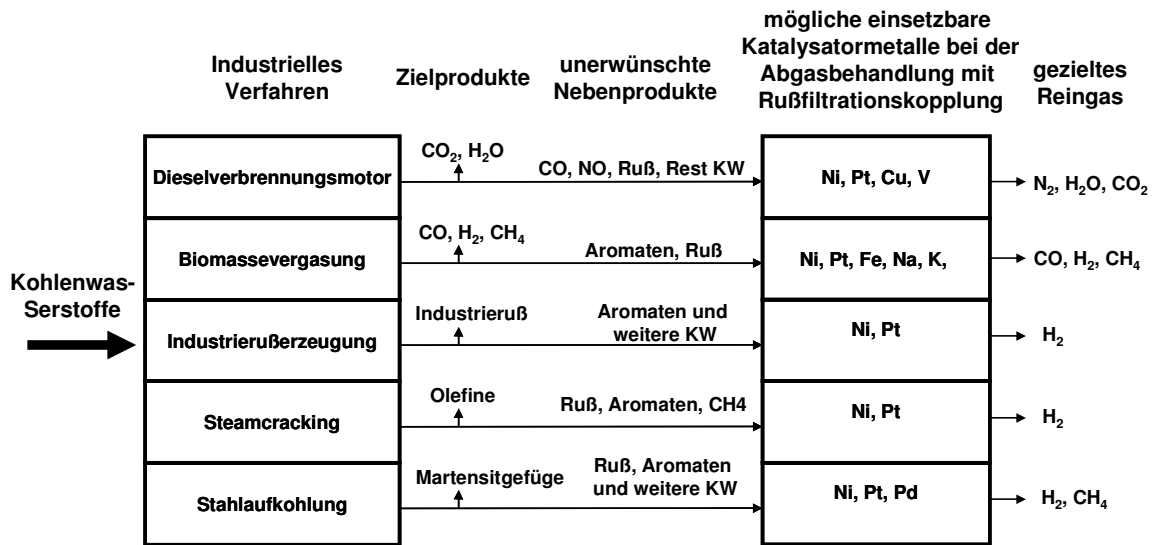 Industrielles
Verfahren
Zielprodukte
unerwünschte
Nebenprodukte
mögliche einsetzbare
Katalysatormetalle bei der
Abgasbehandlung mit
Rußfiltrationskopplung
gezieltes
Reingas
Kohlenwas-
Serstoffe
Dieselverbrennungsmotor
CO₂, H₂O
CO, NO, Ruß, Rest KW
Ni, Pt, Cu, V
N₂, H₂O, CO₂
Biomassevergasung
CO, H₂, CH₄
Aromaten, Ruß
Ni, Pt, Fe, Na, K,
CO, H₂, CH₄
Industrierußerzeugung
Industrieruß
Aromaten und
weitere KW
Ni, Pt
H₂
Steamcracking
Olefine
Ruß, Aromaten, CH4
Ni, Pt
H₂
Stahlaufkohlung
Martensitgefüge
Ruß, Aromaten
und weitere KW
Ni, Pt, Pd
H₂, CH₄